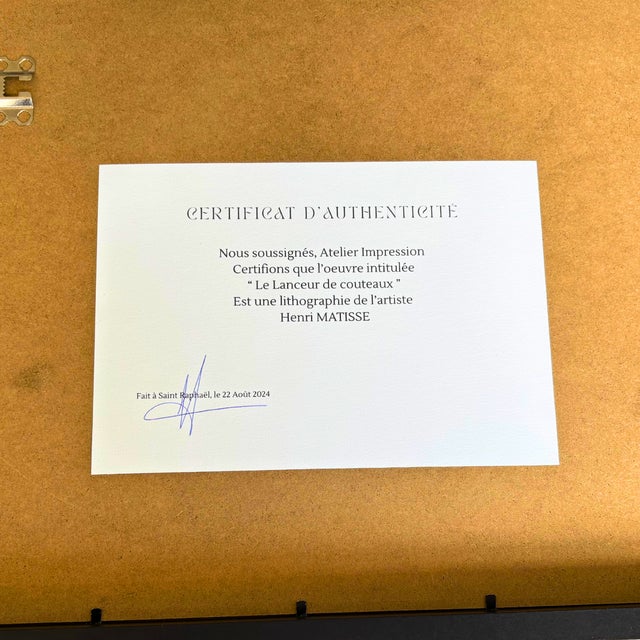 CERTIFICAT D'AUTHENTICITÉ
Nous soussignés, Atelier Impression
Certifions que l'oeuvre intitulée
“ Le Lanceur de couteaux ”
Est une lithographie de l'artiste
Henri MATISSE
Fait à Saint Raphaël, le 22 Août 2024